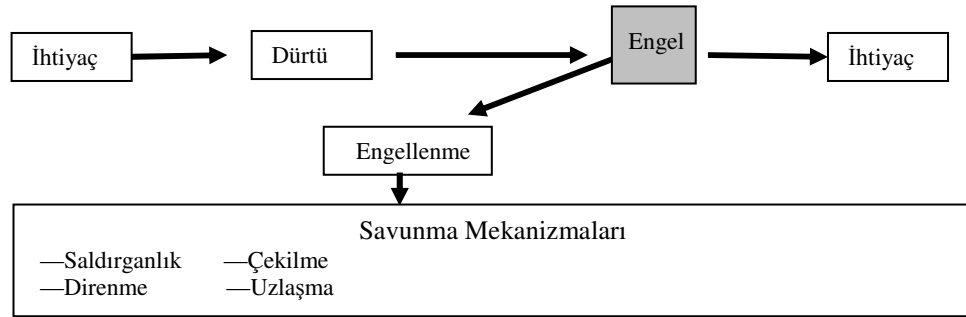 İhtiyaç
Dürtü
Engel
İhtiyaç
Engellenme
Savunma Mekanizmaları
—Saldırganlık —Çekilme
—Direnme —Uzlaşma